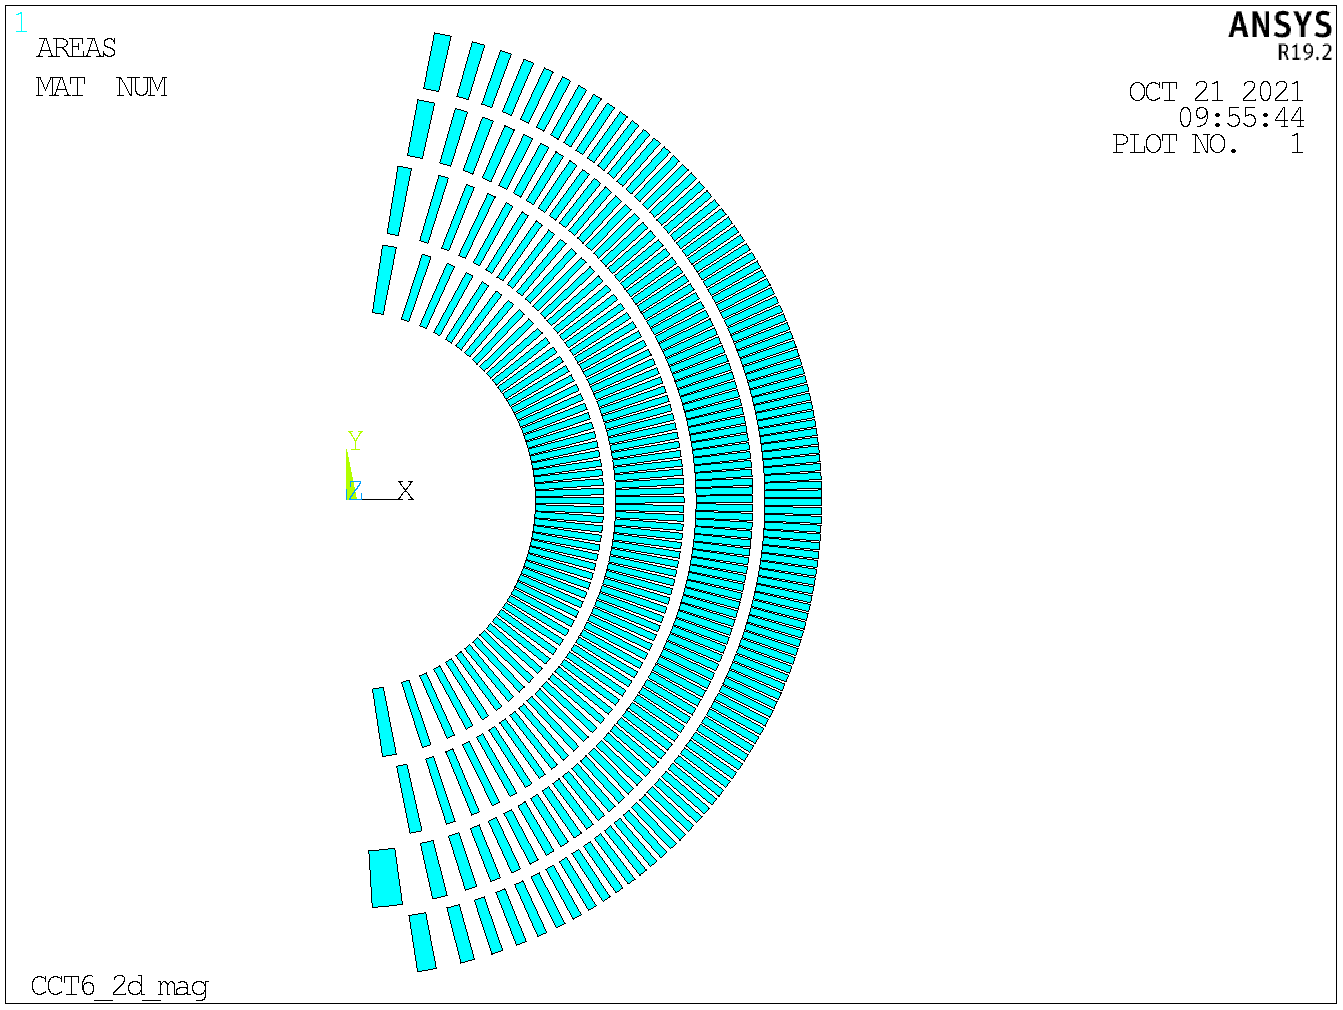 1
AREAS
MAT NUM
ANSYS
R19.2
OCT 21 2021
09:55:44
PLOT NO. 1
Y
Z X
CCT6_2d_mag